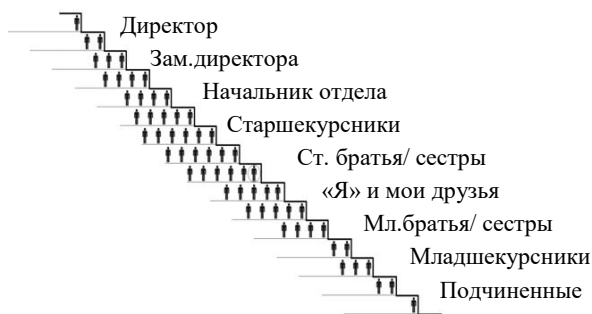 Директор
Зам.директора
Начальник отдела
Старшекурсники
Ст. братья/ сестры
«Я» и мои друзья
Мл.братья/ сестры
Младшекурсники
Подчиненные